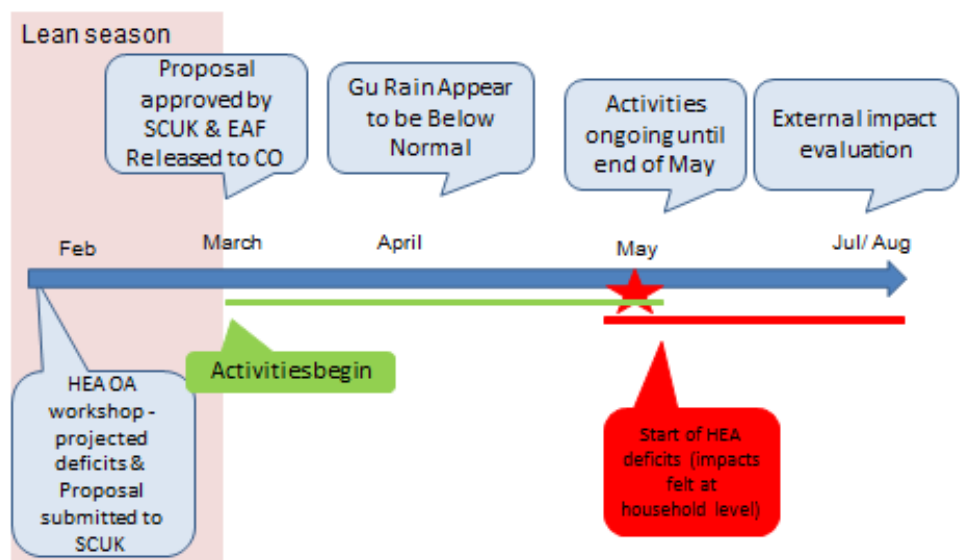 Lean season
Proposal
approved by
SCUK & EAF
Released to CO
Gu Rain Appear
to be Below
Normal
Activities
ongoing until
end of May
External impact
evaluation
Feb
March
April
May
Jul/ Aug
Activitiesbegin
HEA OA
workshop -
projected
deficits &
Proposal
submitted to
SCUK
Start of HEA
deficits (impacts
felt at
household level)